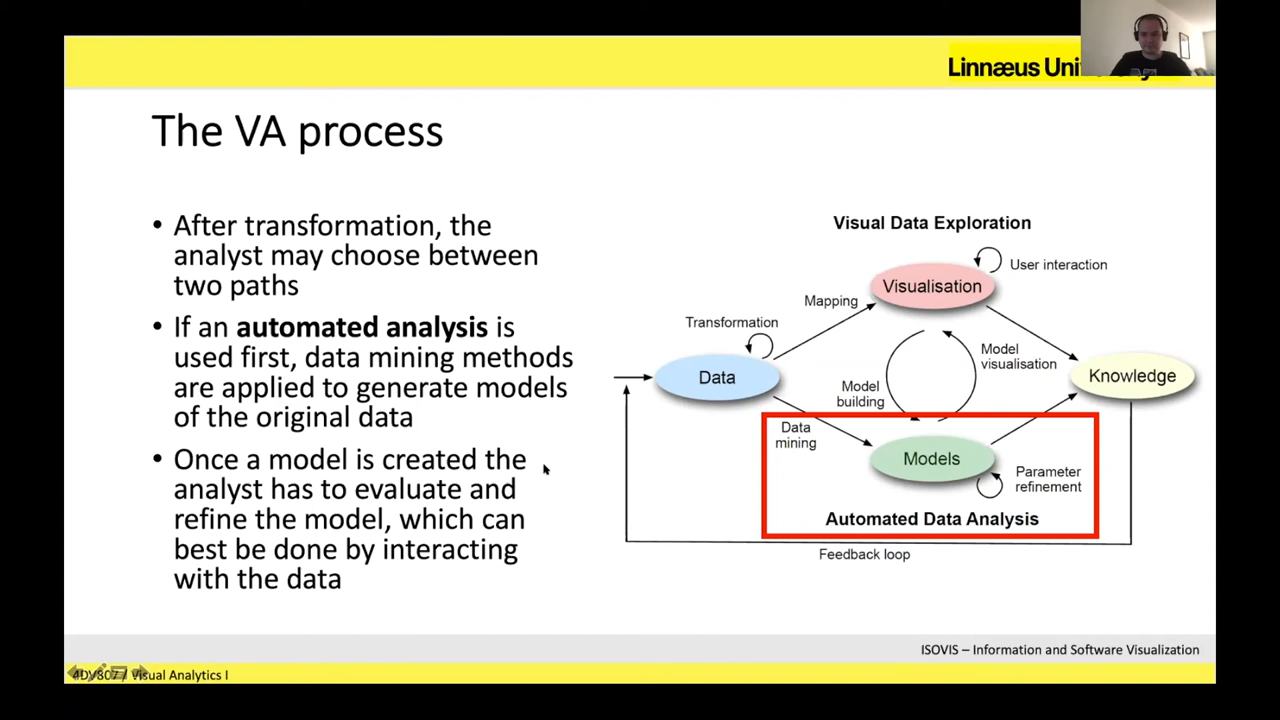 Linnæus Uni
The VA process
• After transformation, the
analyst may choose between
two paths
• If an automated analysis is
used first, data mining methods
are applied to generate models
of the original data
• Once a model is created the
analyst has to evaluate and
refine the model, which can
best be done by interacting
with the data
Visual Data Exploration
User interaction
Visualisation
Mapping
Transformation
Data
Model
visualisation
Knowledge
Model
building
Data
mining
Models
Parameter
refinement
Automated Data Analysis
Feedback loop
ISOVIS – Information and Software Visualization
4DV807 / Visual Analytics I